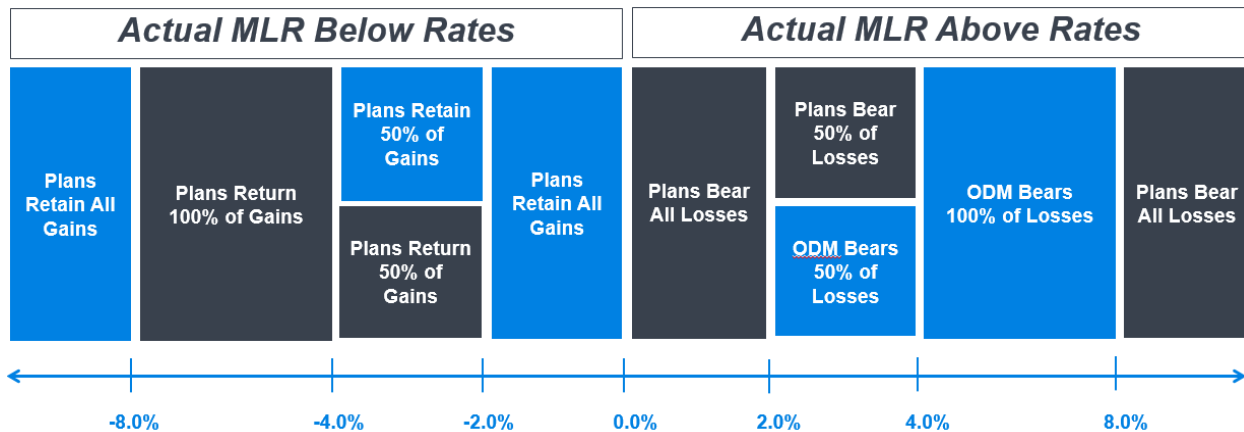 Actual MLR Below Rates
Actual MLR Above Rates
Plans
Retain All
Gains
Plans Return
100% of Gains
Plans Retain
50% of
Gains
Plans Return
50% of
Gains
Plans
Retain All
Gains
Plans Bear
All Losses
Plans Bear
50% of
Losses
ODM Bears
50% of
Losses
ODM Bears
100% of Losses
Plans Bear
All Losses
-8.0%
-4.0%
-2.0%
0.0%
2.0%
4.0%
8.0%